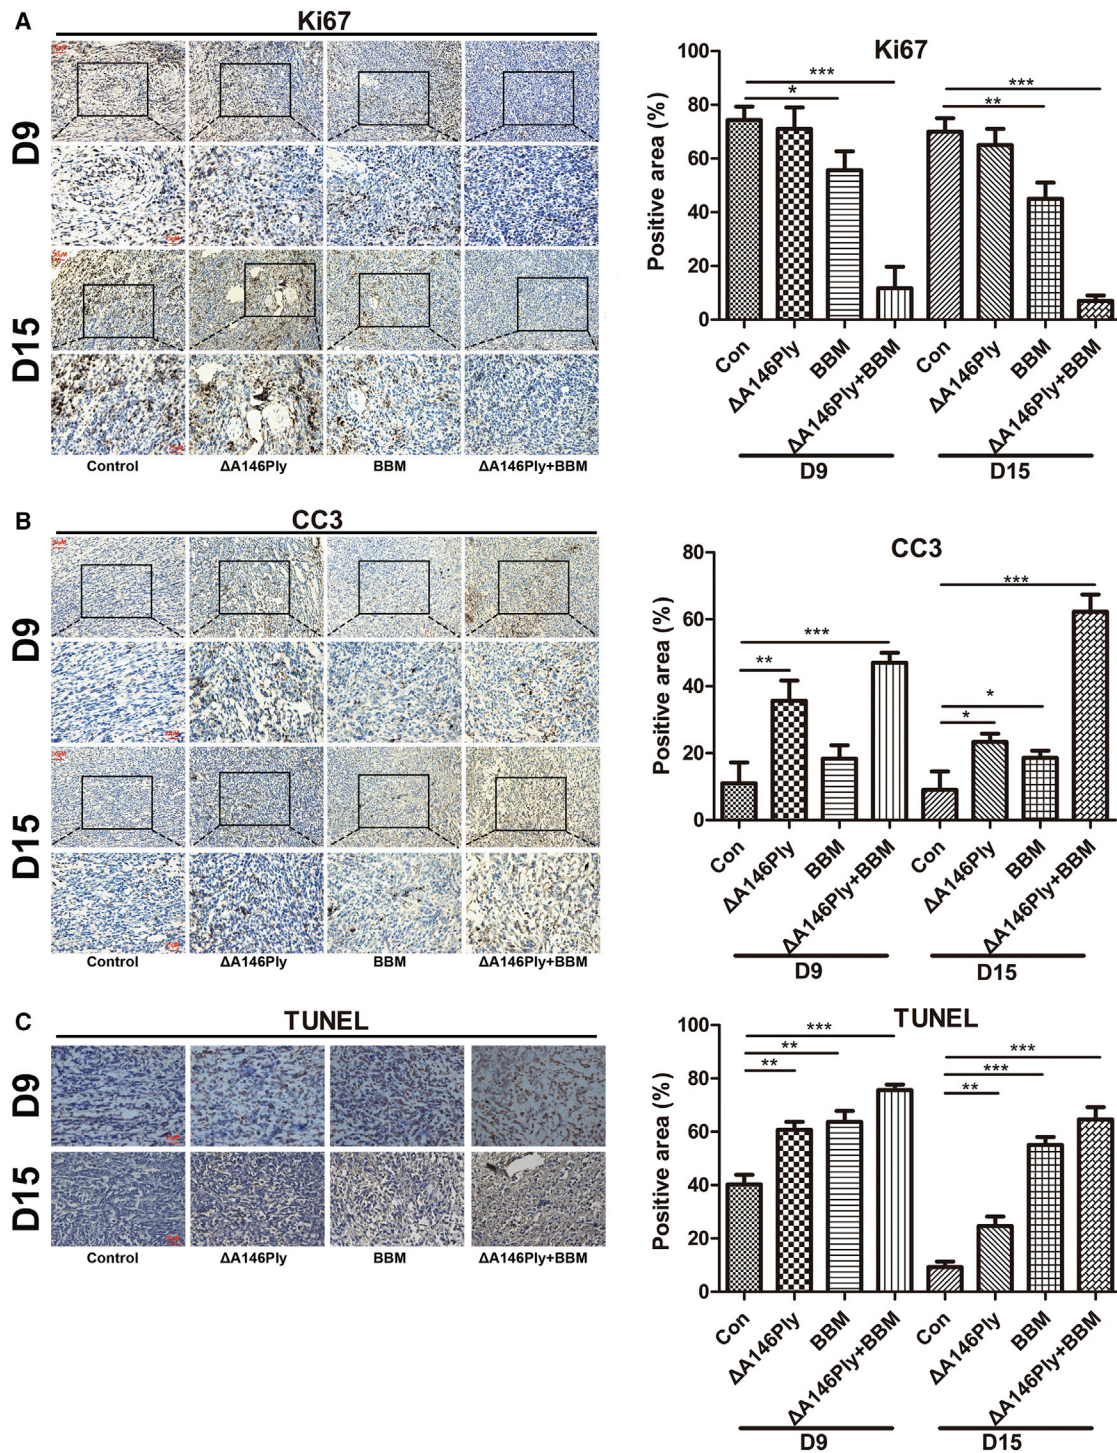 A
Ki67
D9
D15
Control ΔA146Ply BBM ΔA146Ply+BBM
Ki67
Positive area (%)
100
80
60
40
20
0
***
*
***
**
Con ΔA146Ply BBM ΔA146Ply+BBM Con ΔA146Ply BBM ΔA146Ply+BBM
D9 D15
B
CC3
D9
D15
Control ΔA146Ply BBM ΔA146Ply+BBM
CC3
Positive area (%)
80
60
40
20
0
***
***
**
*
*
Con ΔA146Ply BBM ΔA146Ply+BBM Con ΔA146Ply BBM ΔA146Ply+BBM
D9 D15
C
TUNEL
D9
D15
Control ΔA146Ply BBM ΔA146Ply+BBM
TUNEL
Positive area (%)
100
80
60
40
20
0
***
**
**
***
***
**
Con ΔA146Ply BBM ΔA146Ply+BBM Con ΔA146Ply BBM ΔA146Ply+BBM
D9 D15